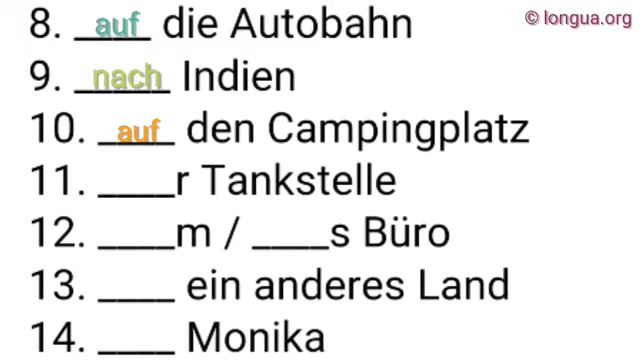 © longua.org
8. auf die Autobahn
9. nach Indien
10. auf den Campingplatz
11. ____r Tankstelle
12. ____m / ____s Büro
13. ____ ein anderes Land
14. ____ Monika